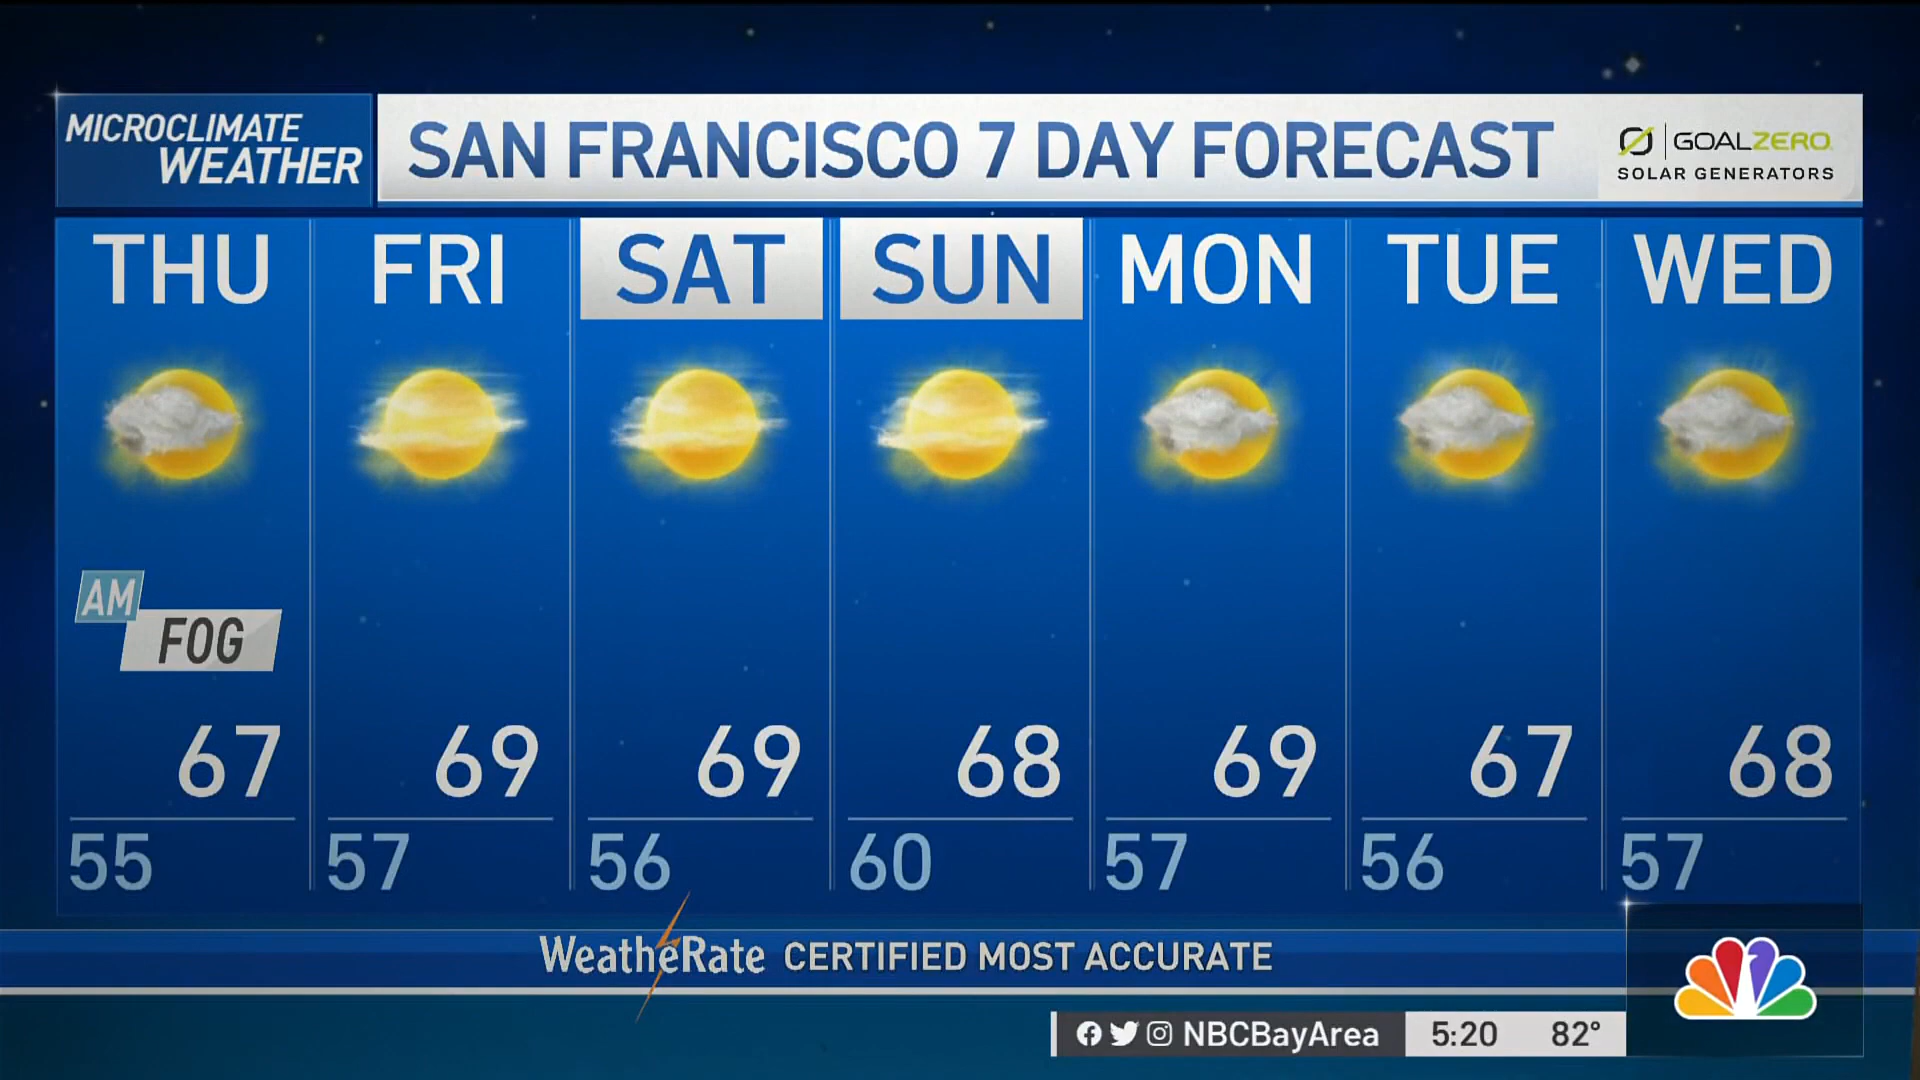 MICROCLIMATE
WEATHER
SAN FRANCISCO 7 DAY FORECAST
GOALZERO
SOLAR GENERATORS
THU FRI SAT SUN MON TUE WED
AM
FOG
67 69 69 68 69 67 68
55 57 56 60 57 56 57
WeatheRate CERTIFIED MOST ACCURATE
NBCBayArea 5:20 82°